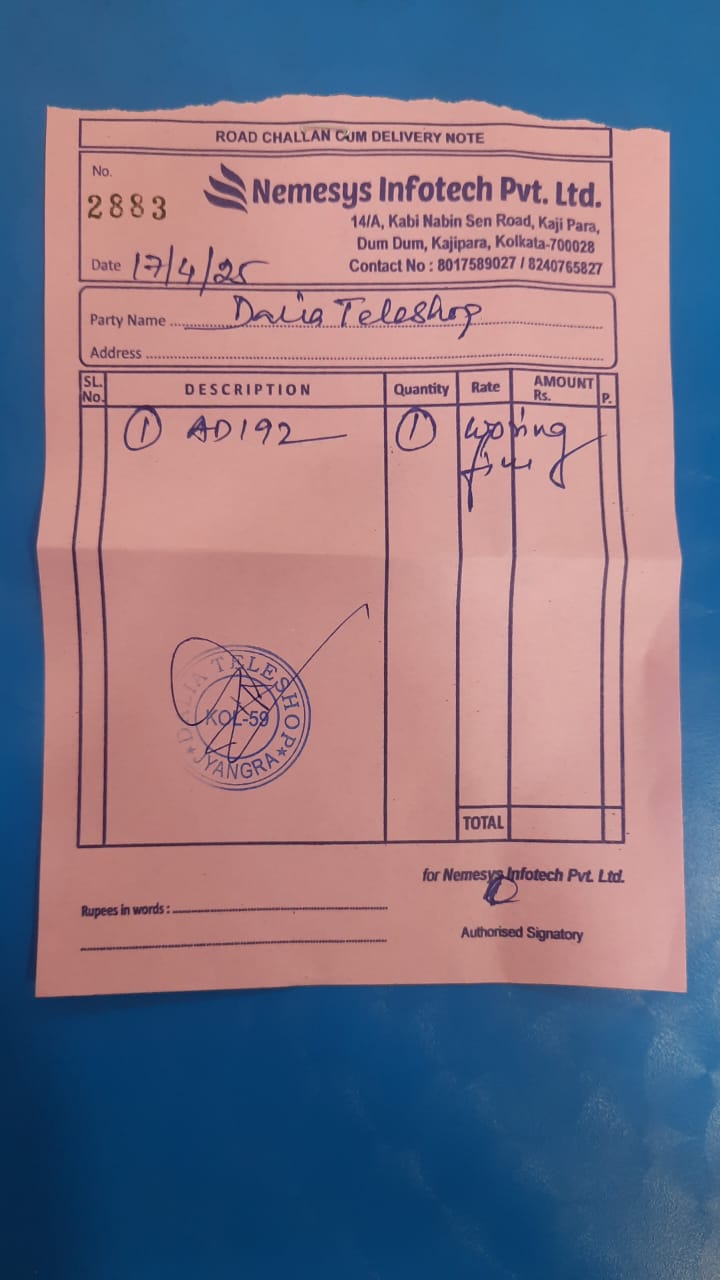 ROAD CHALLAN CUM DELIVERY NOTE
No.
2883
Nemesys Infotech Pvt. Ltd.
14/A, Kabi Nabin Sen Road, Kaji Para,
Dum Dum, Kajipara, Kolkata-700028
Contact No : 8017589027 / 8240765827
Date 17/4/25
Party Name Dalia Teleshop
Address
SL. No. DESCRIPTION Quantity Rate AMOUNT Rs. P.
1 AD192 1
DALIA TELESHOP
KOL-59
JYANGRA
TOTAL
for Nemesys Infotech Pvt. Ltd.
Rupees in words :
Authorised Signatory